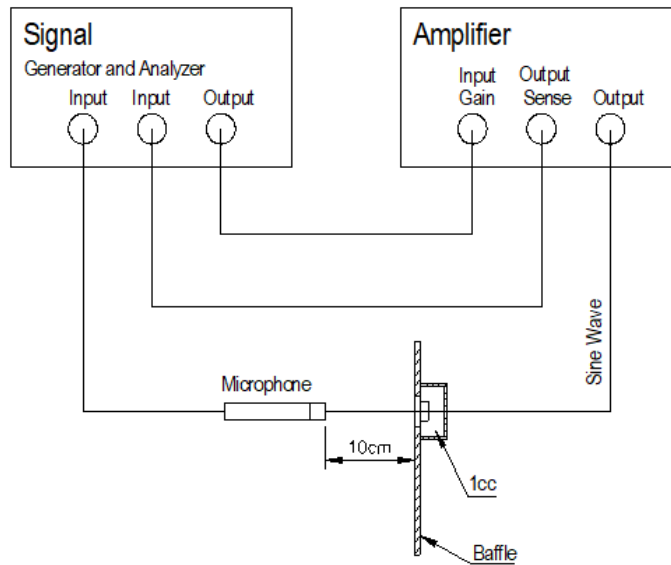 Signal
Generator and Analyzer
Input Input Output
Amplifier
Input Gain
Output Sense
Output
Sine Wave
Microphone
10cm
1cc
Baffle